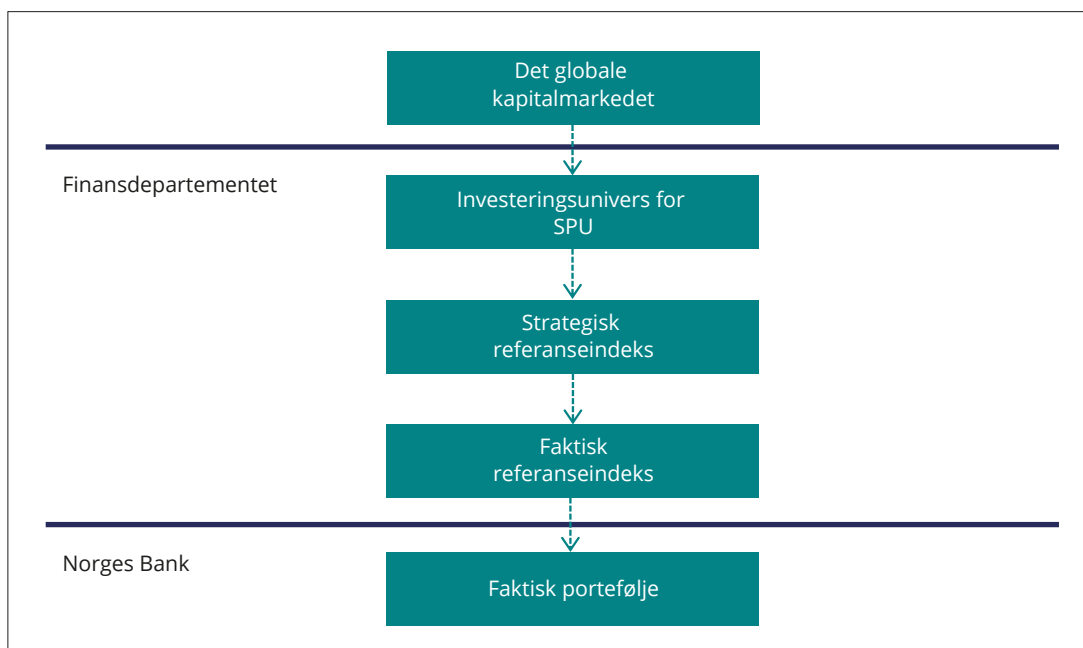 Det globale
kapitalmarkedet
Finansdepartementet
Investeringsunivers for
SPU
Strategisk
referanseindeks
Faktisk
referanseindeks
Norges Bank
Faktisk portefølje